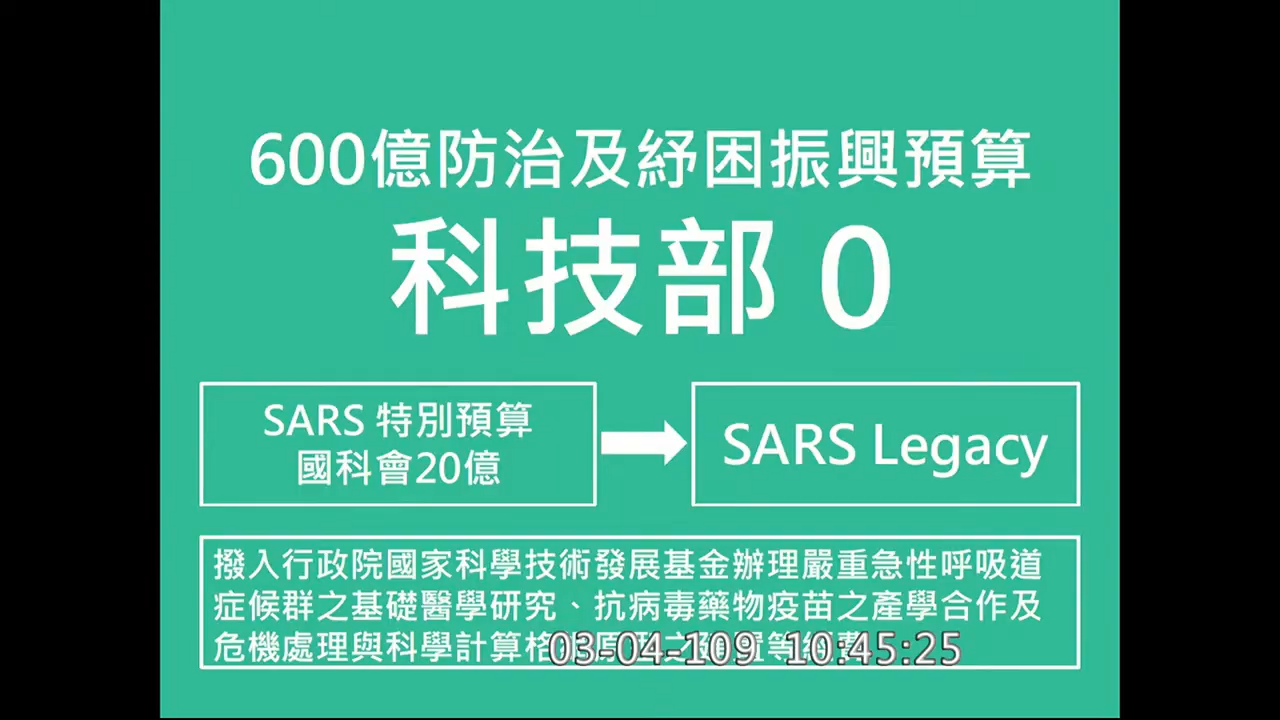 600億防治及紓困振興預算
科技部 0
SARS 特別預算
國科會20億
SARS Legacy
撥入行政院國家科學技術發展基金辦理嚴重急性呼吸道
症候群之基礎醫學研究、抗病毒藥物疫苗之產學合作及
危機處理與科學計算格
03-04-109 10:45:25